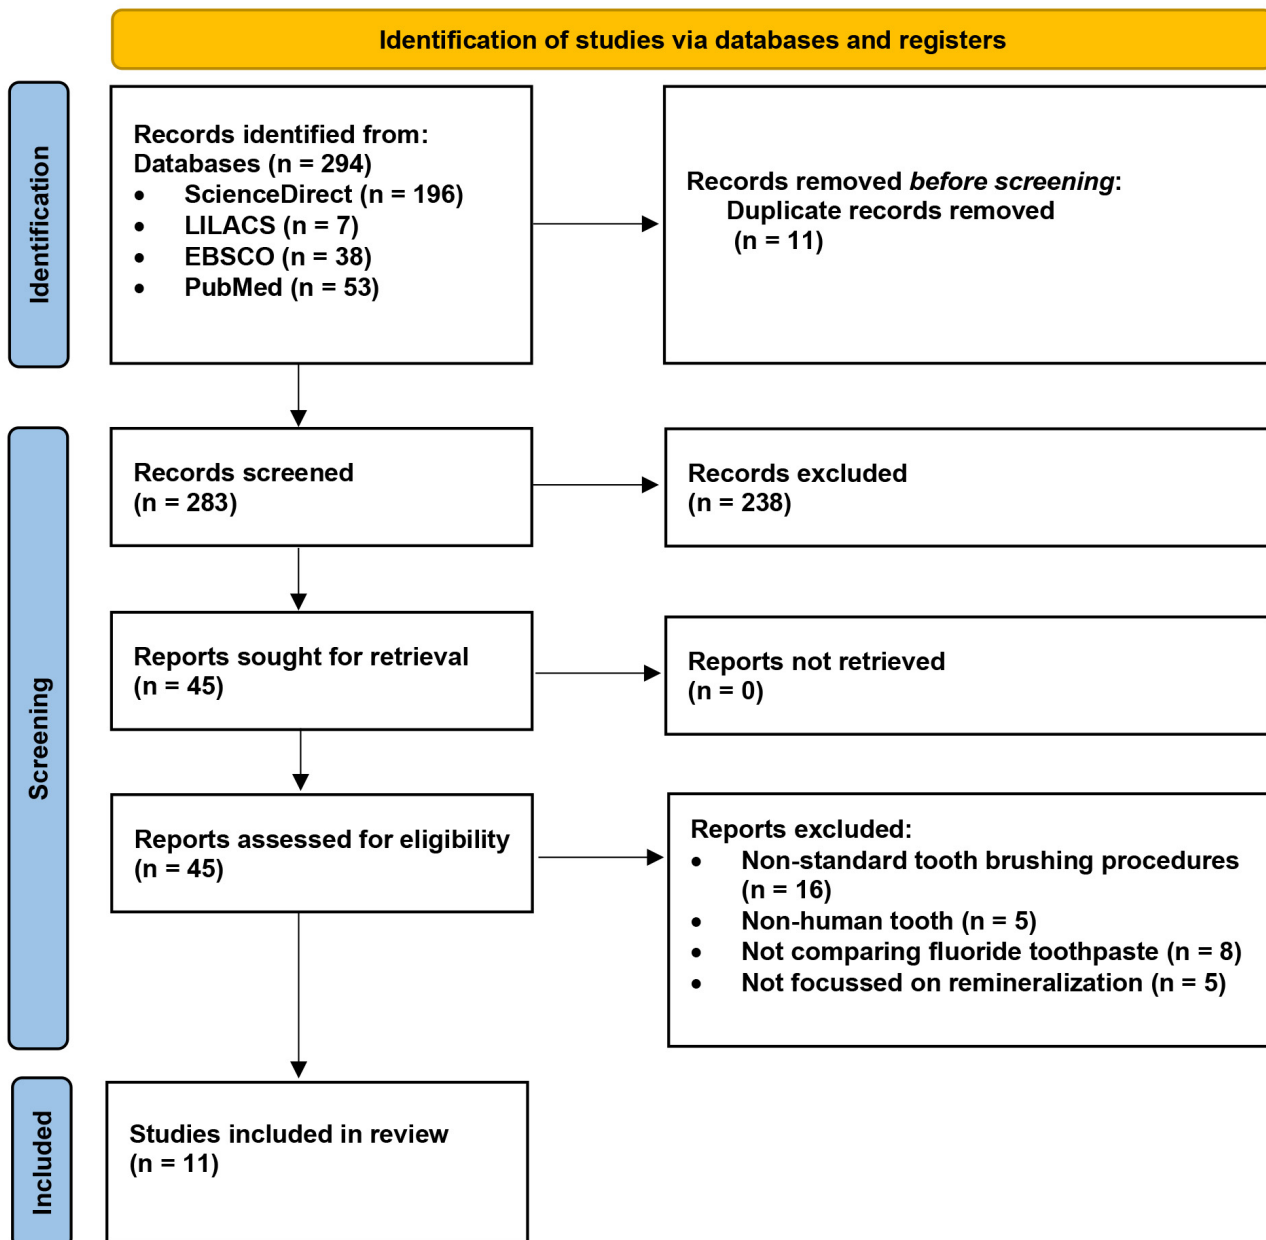 Identification of studies via databases and registers
Identification
Records identified from:
Databases (n = 294)
• ScienceDirect (n = 196)
• LILACS (n = 7)
• EBSCO (n = 38)
• PubMed (n = 53)
Records removed before screening:
Duplicate records removed
(n = 11)
Screening
Records screened
(n = 283)
Records excluded
(n = 238)
Reports sought for retrieval
(n = 45)
Reports not retrieved
(n = 0)
Reports assessed for eligibility
(n = 45)
Reports excluded:
• Non-standard tooth brushing procedures
(n = 16)
• Non-human tooth (n = 5)
• Not comparing fluoride toothpaste (n = 8)
• Not focussed on remineralization (n = 5)
Included
Studies included in review
(n = 11)